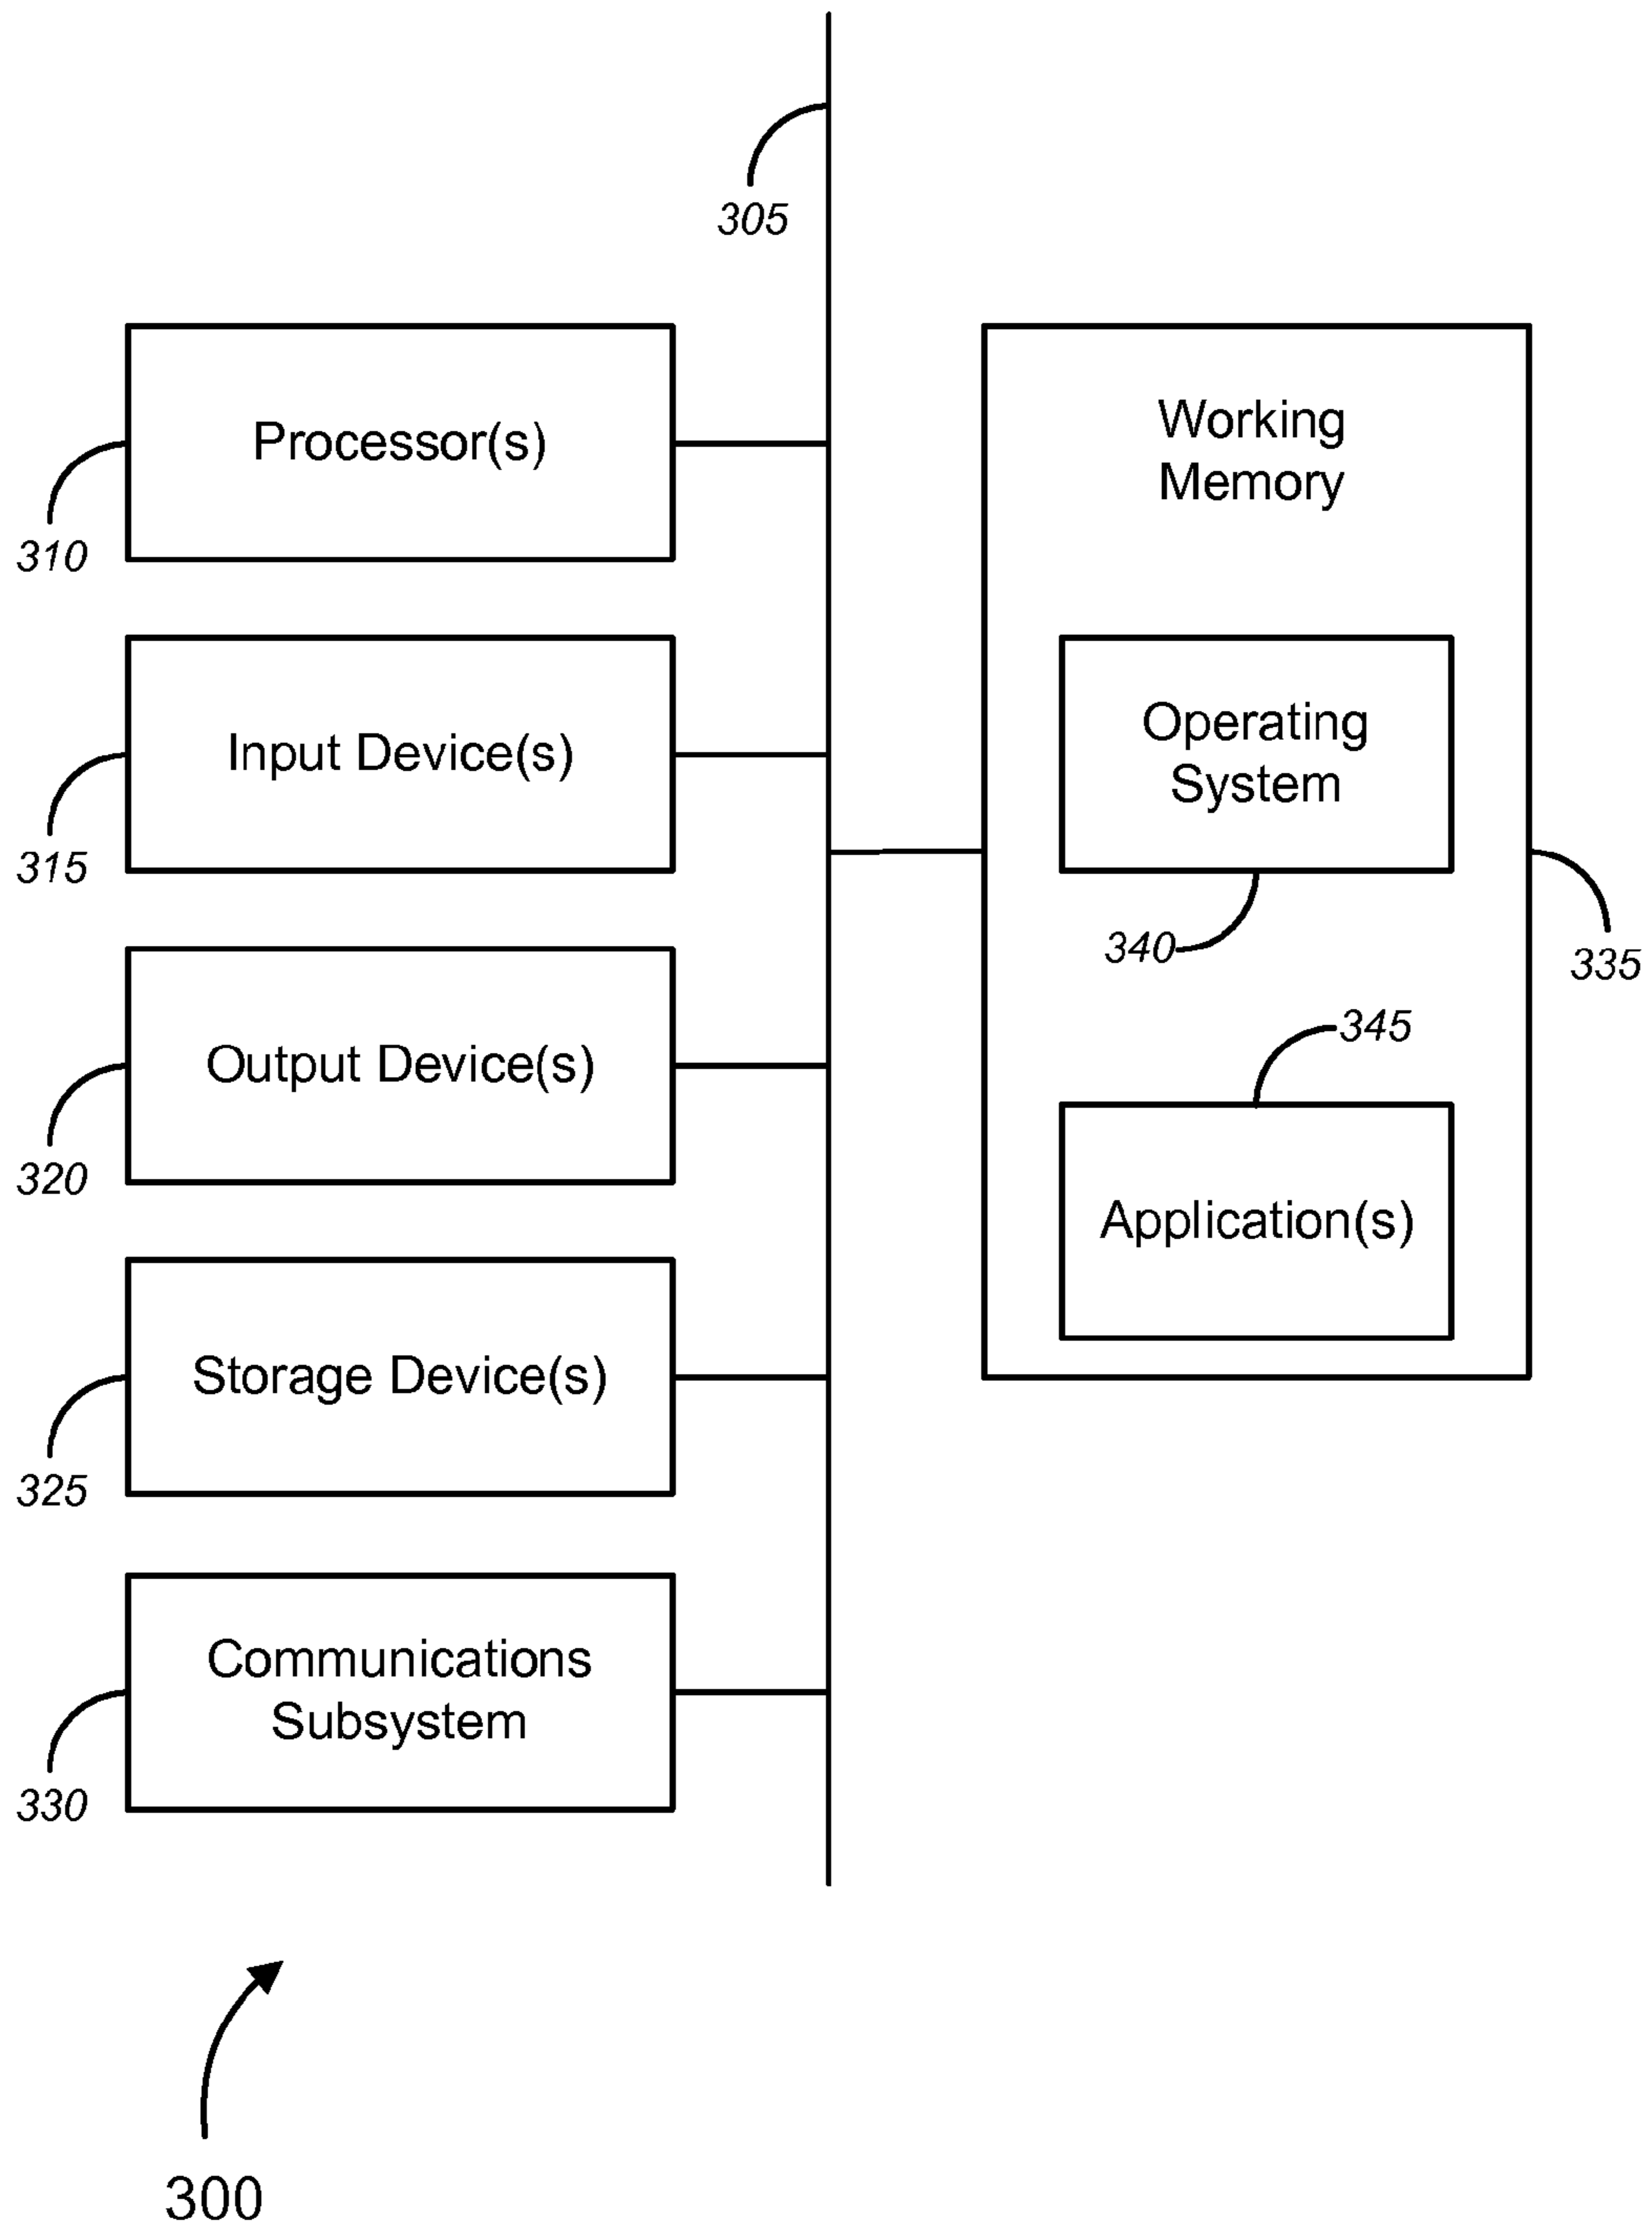 305
Processor(s)
310
Input Device(s)
315
Output Device(s)
320
Storage Device(s)
325
Communications
Subsystem
330
Working
Memory
Operating
System
340
335
345
Application(s)
300